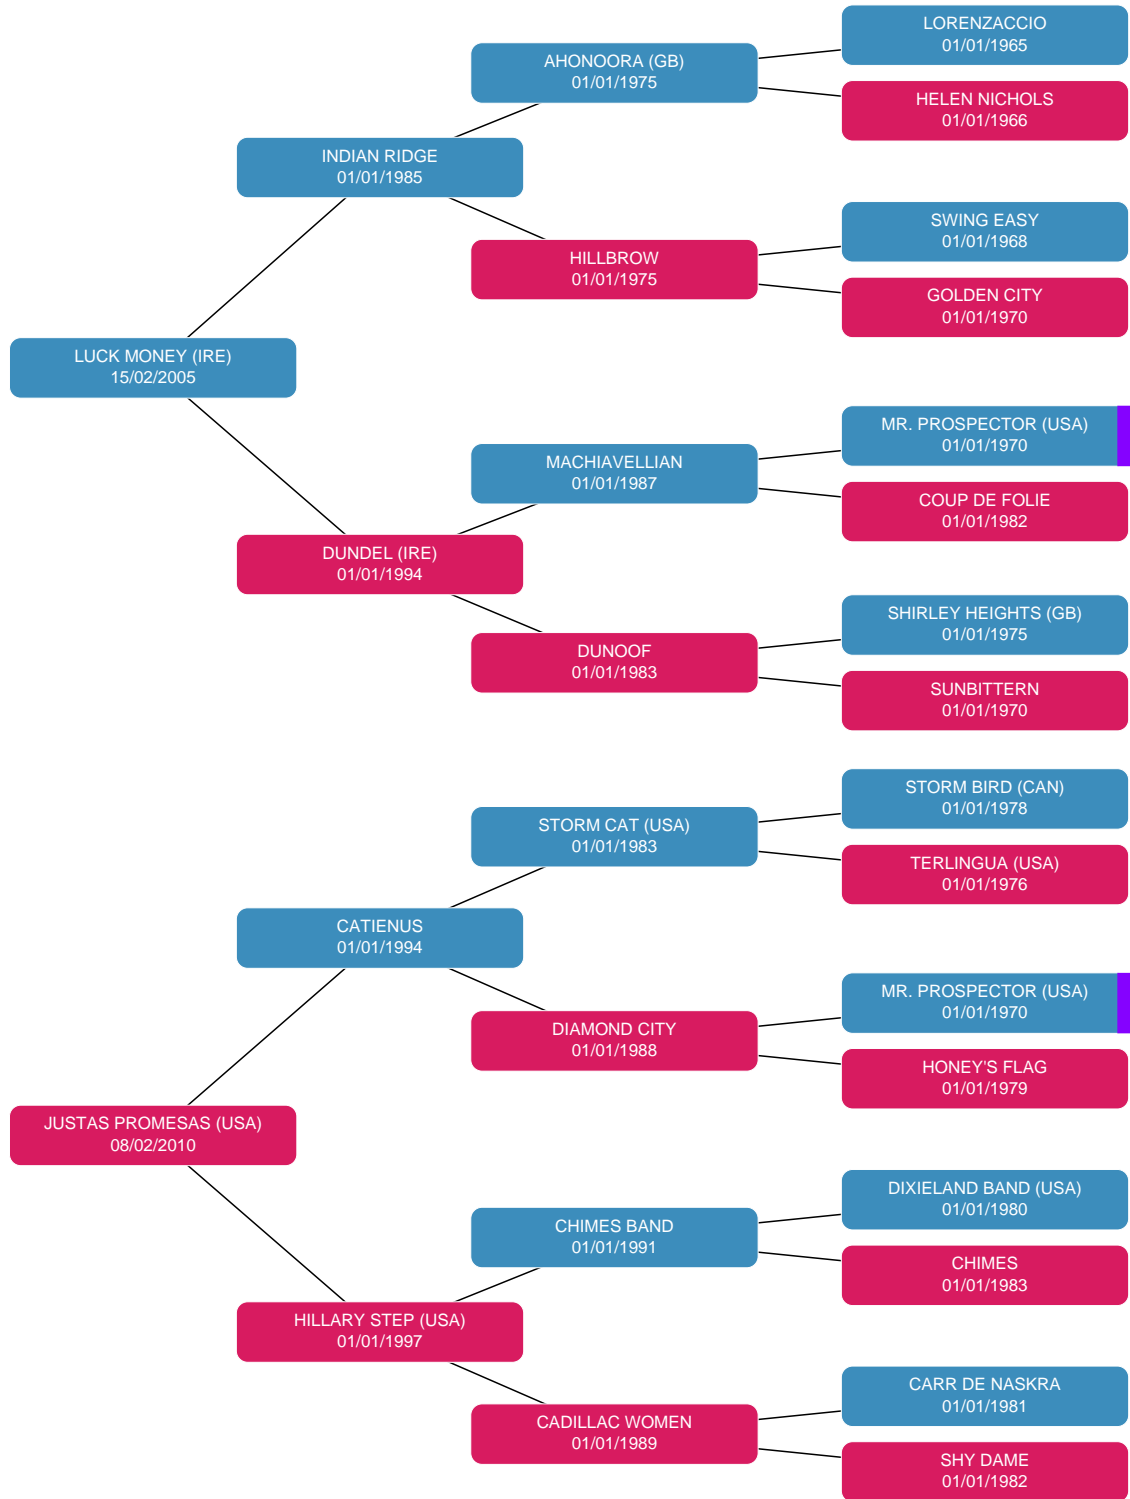 LORENZACCIO
01/01/1965
AHONOORA (GB)
01/01/1975
HELEN NICHOLS
01/01/1966
INDIAN RIDGE
01/01/1985
SWING EASY
01/01/1968
HILLBROW
01/01/1975
GOLDEN CITY
01/01/1970
LUCK MONEY (IRE)
15/02/2005
MR. PROSPECTOR (USA)
01/01/1970
MACHIAVELLIAN
01/01/1987
COUP DE FOLIE
01/01/1982
DUNDEL (IRE)
01/01/1994
SHIRLEY HEIGHTS (GB)
01/01/1975
DUNOOF
01/01/1983
SUNBITTERN
01/01/1970
STORM BIRD (CAN)
01/01/1978
STORM CAT (USA)
01/01/1983
TERLINGUA (USA)
01/01/1976
CATIENUS
01/01/1994
MR. PROSPECTOR (USA)
01/01/1970
DIAMOND CITY
01/01/1988
HONEY'S FLAG
01/01/1979
JUSTAS PROMESAS (USA)
08/02/2010
DIXIELAND BAND (USA)
01/01/1980
CHIMES BAND
01/01/1991
CHIMES
01/01/1983
HILLARY STEP (USA)
01/01/1997
CARR DE NASKRA
01/01/1981
CADILLAC WOMEN
01/01/1989
SHY DAME
01/01/1982